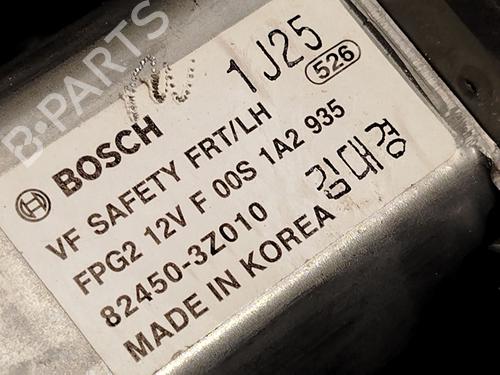 B-PARTS
1J25
526
BOSCH
VF SAFETY FRT/LH
FPG2 12V F 00S 1A2 935
82450-3Z010
MADE IN KOREA
김대경